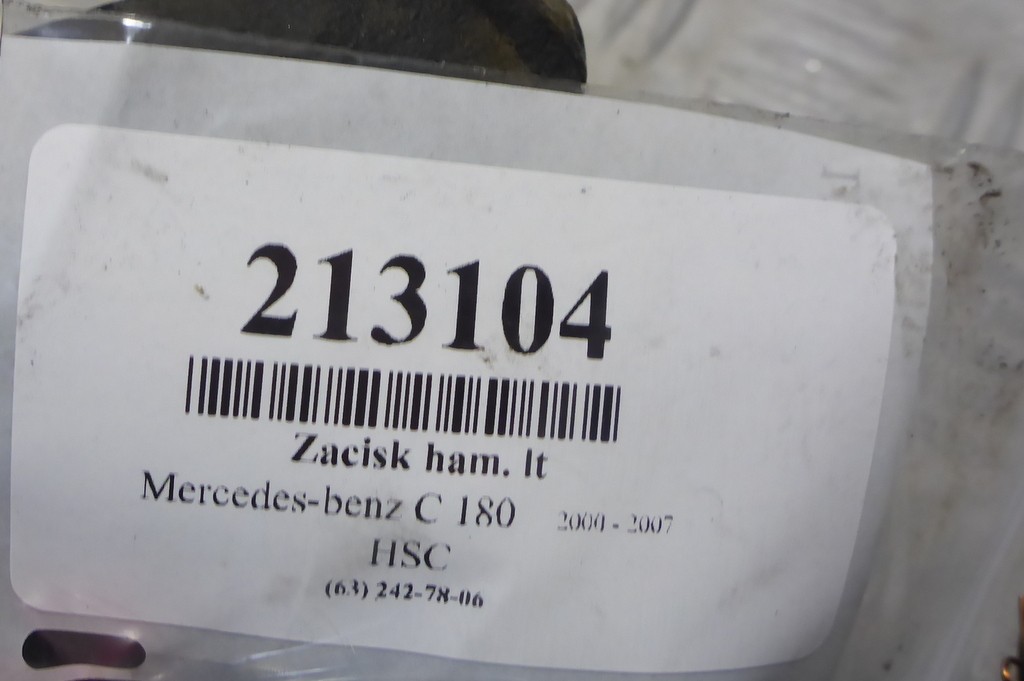 213104
Zacisk ham. lt
Mercedes-benz C 180 2000 - 2007
HSC
(63) 242-78-06